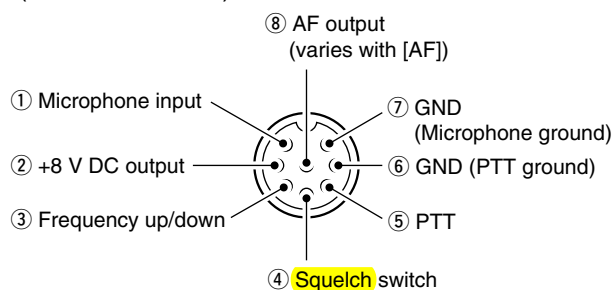 ⑧ AF output
(varies with [AF])
① Microphone input
⑦ GND
(Microphone ground)
② +8 V DC output
⑥ GND (PTT ground)
③ Frequency up/down
⑤ PTT
④ Squelch switch